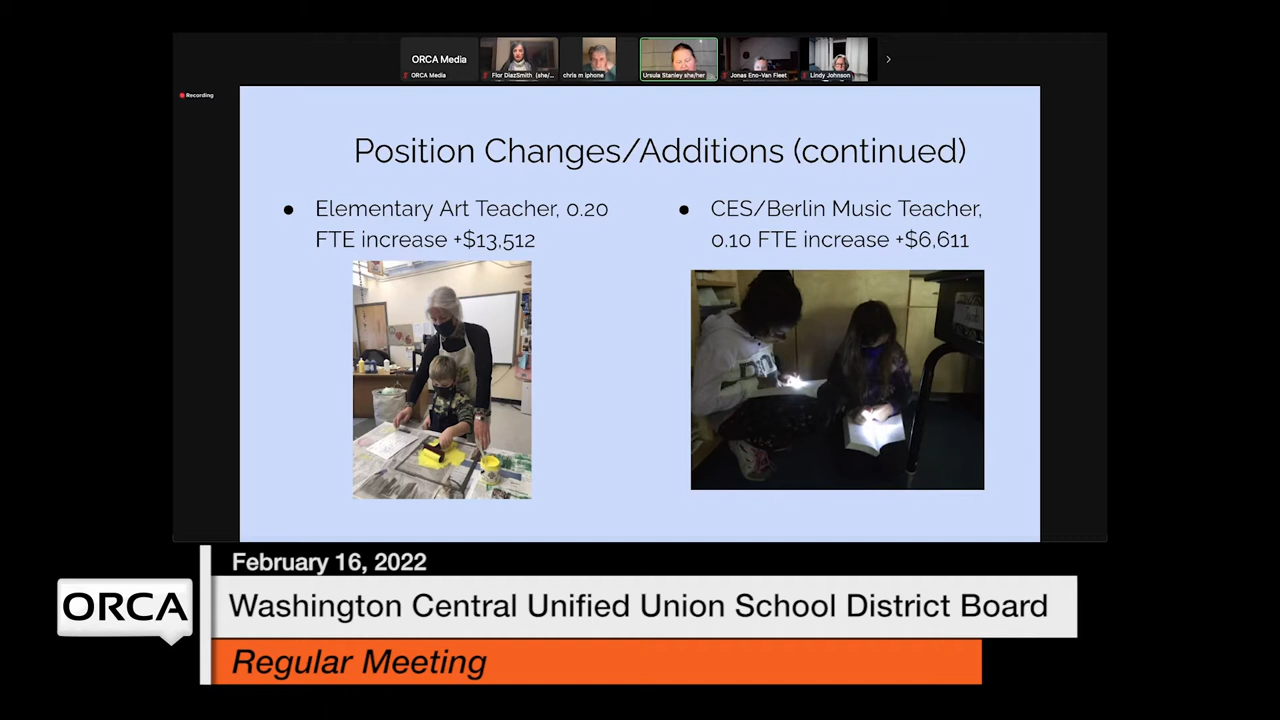 ORCA Media
ORCA Media
Flor DiazSmith (she/...
chris m iphone
Ursula Stanley she/her
Jonas Eno-Van Fleet
Lindy Johnson
Recording
Position Changes/Additions (continued)
● Elementary Art Teacher, 0.20
FTE increase +$13,512
● CES/Berlin Music Teacher,
0.10 FTE increase +$6,611
February 16, 2022
ORCA
Washington Central Unified Union School District Board
Regular Meeting